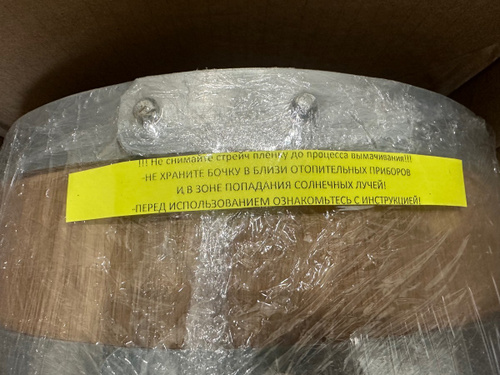 !!! Не снимайте стрейч пленку до процесса вымачивания!!!
-НЕ ХРАНИТЕ БОЧКУ В БЛИЗИ ОТОПИТЕЛЬНЫХ ПРИБОРОВ
И, В ЗОНЕ ПОПАДАНИЯ СОЛНЕЧНЫХ ЛУЧЕЙ!
-ПЕРЕД ИСПОЛЬЗОВАНИЕМ ОЗНАКОМЬТЕСЬ С ИНСТРУКЦИЕЙ!